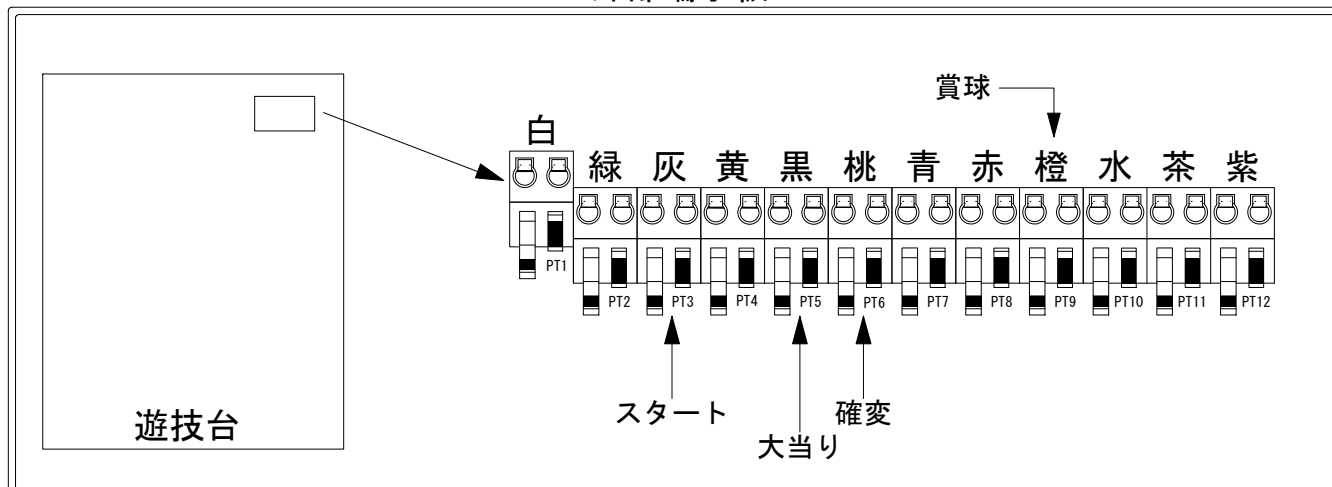 賞球
白
緑 灰 黄 黒 桃 青 赤 橙 水 茶 紫
PT1
PT2 PT3 PT4 PT5 PT6 PT7 PT8 PT9 PT10 PT11 PT12
スタート
確変
遊技台
大当り